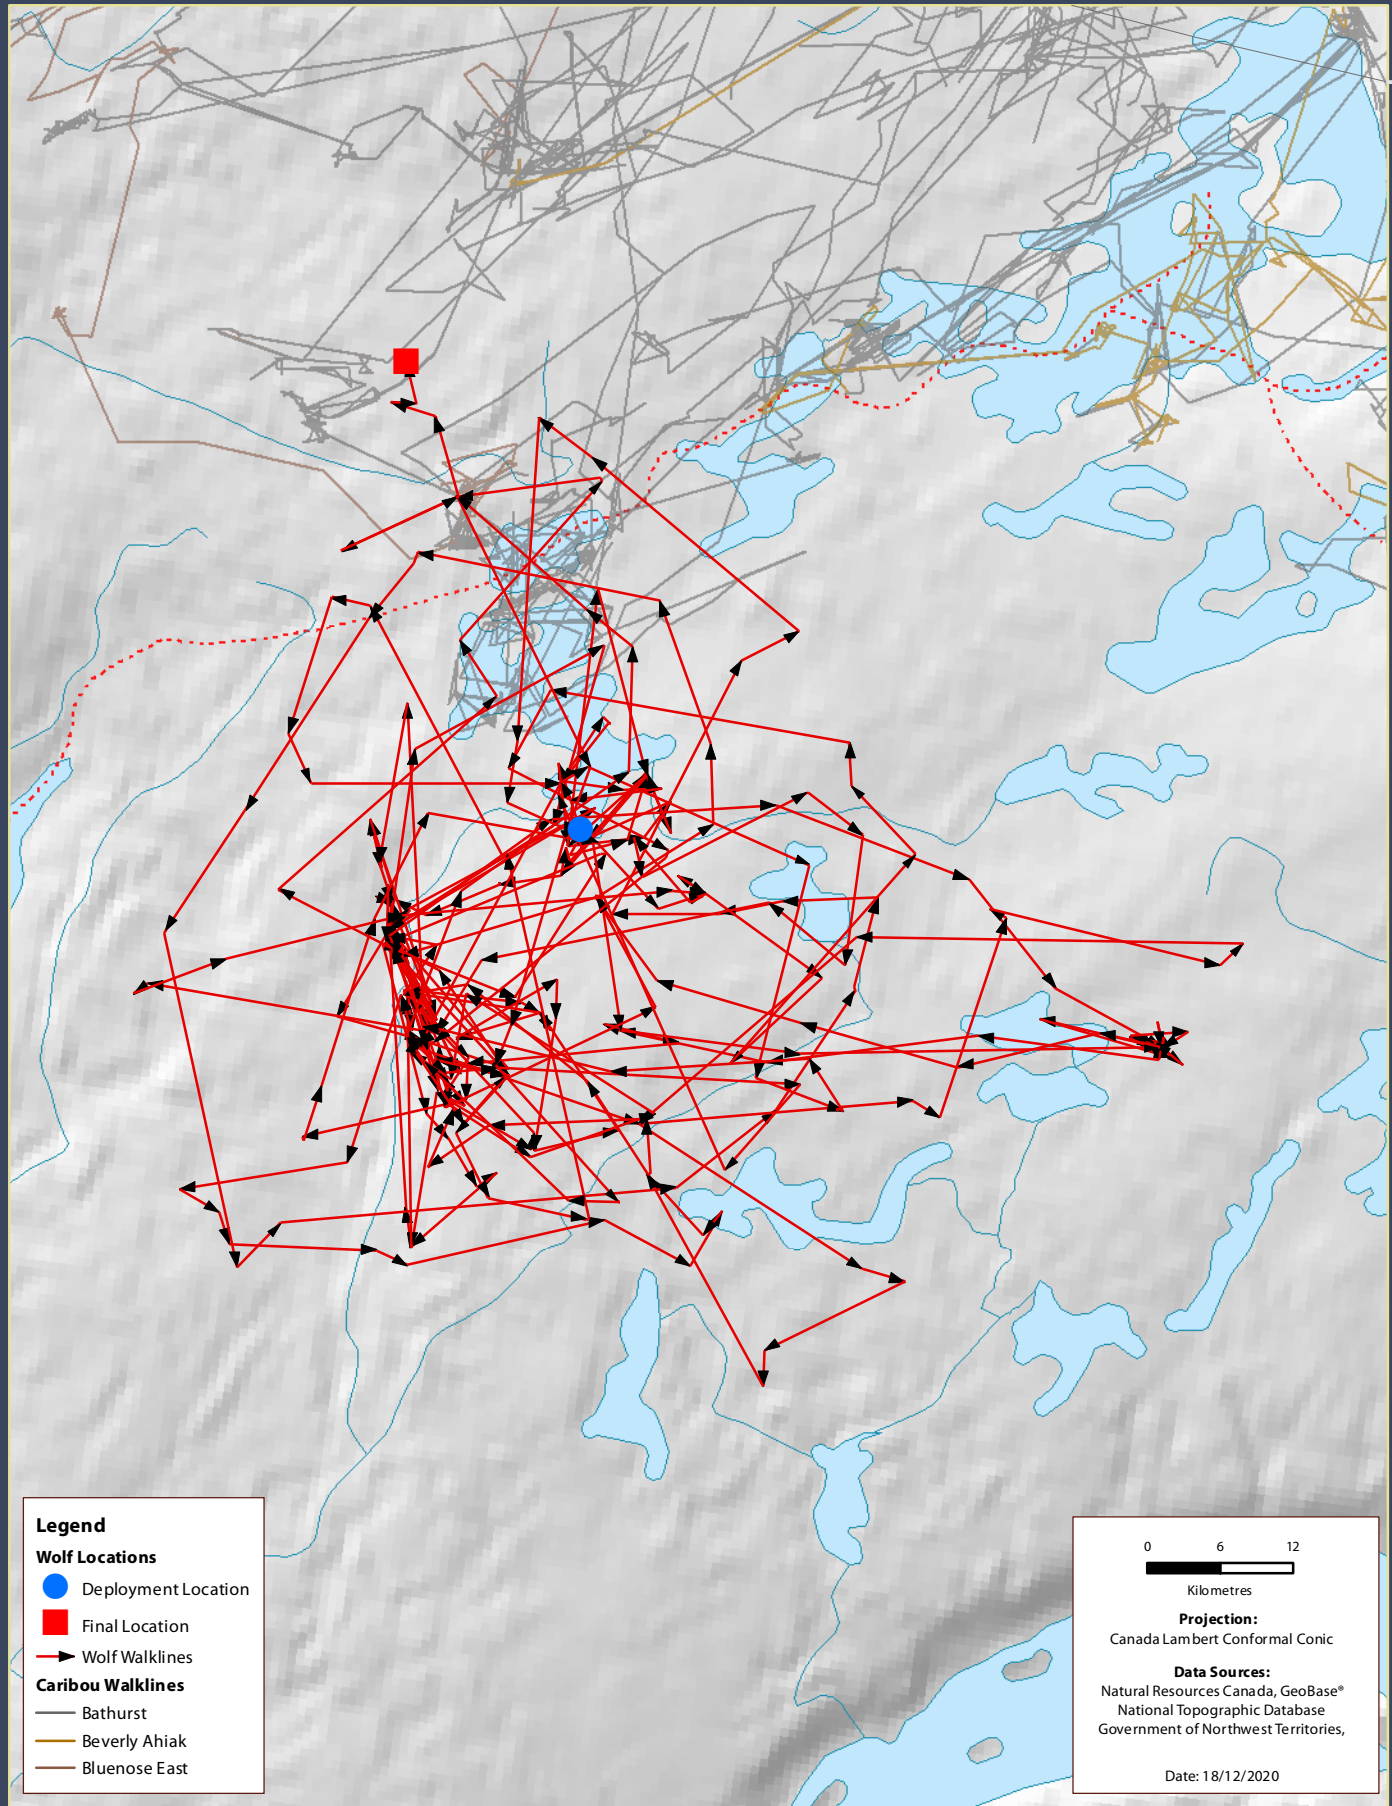 Legend
Wolf Locations
Deployment Location
Final Location
Wolf Walklines
Caribou Walklines
Bathurst
Beverly Ahiak
Bluenose East
0 6 12
Kilometres
Projection:
Canada Lambert Conformal Conic
Data Sources:
Natural Resources Canada, GeoBase®
National Topographic Database
Government of Northwest Territories,
Date: 18/12/2020